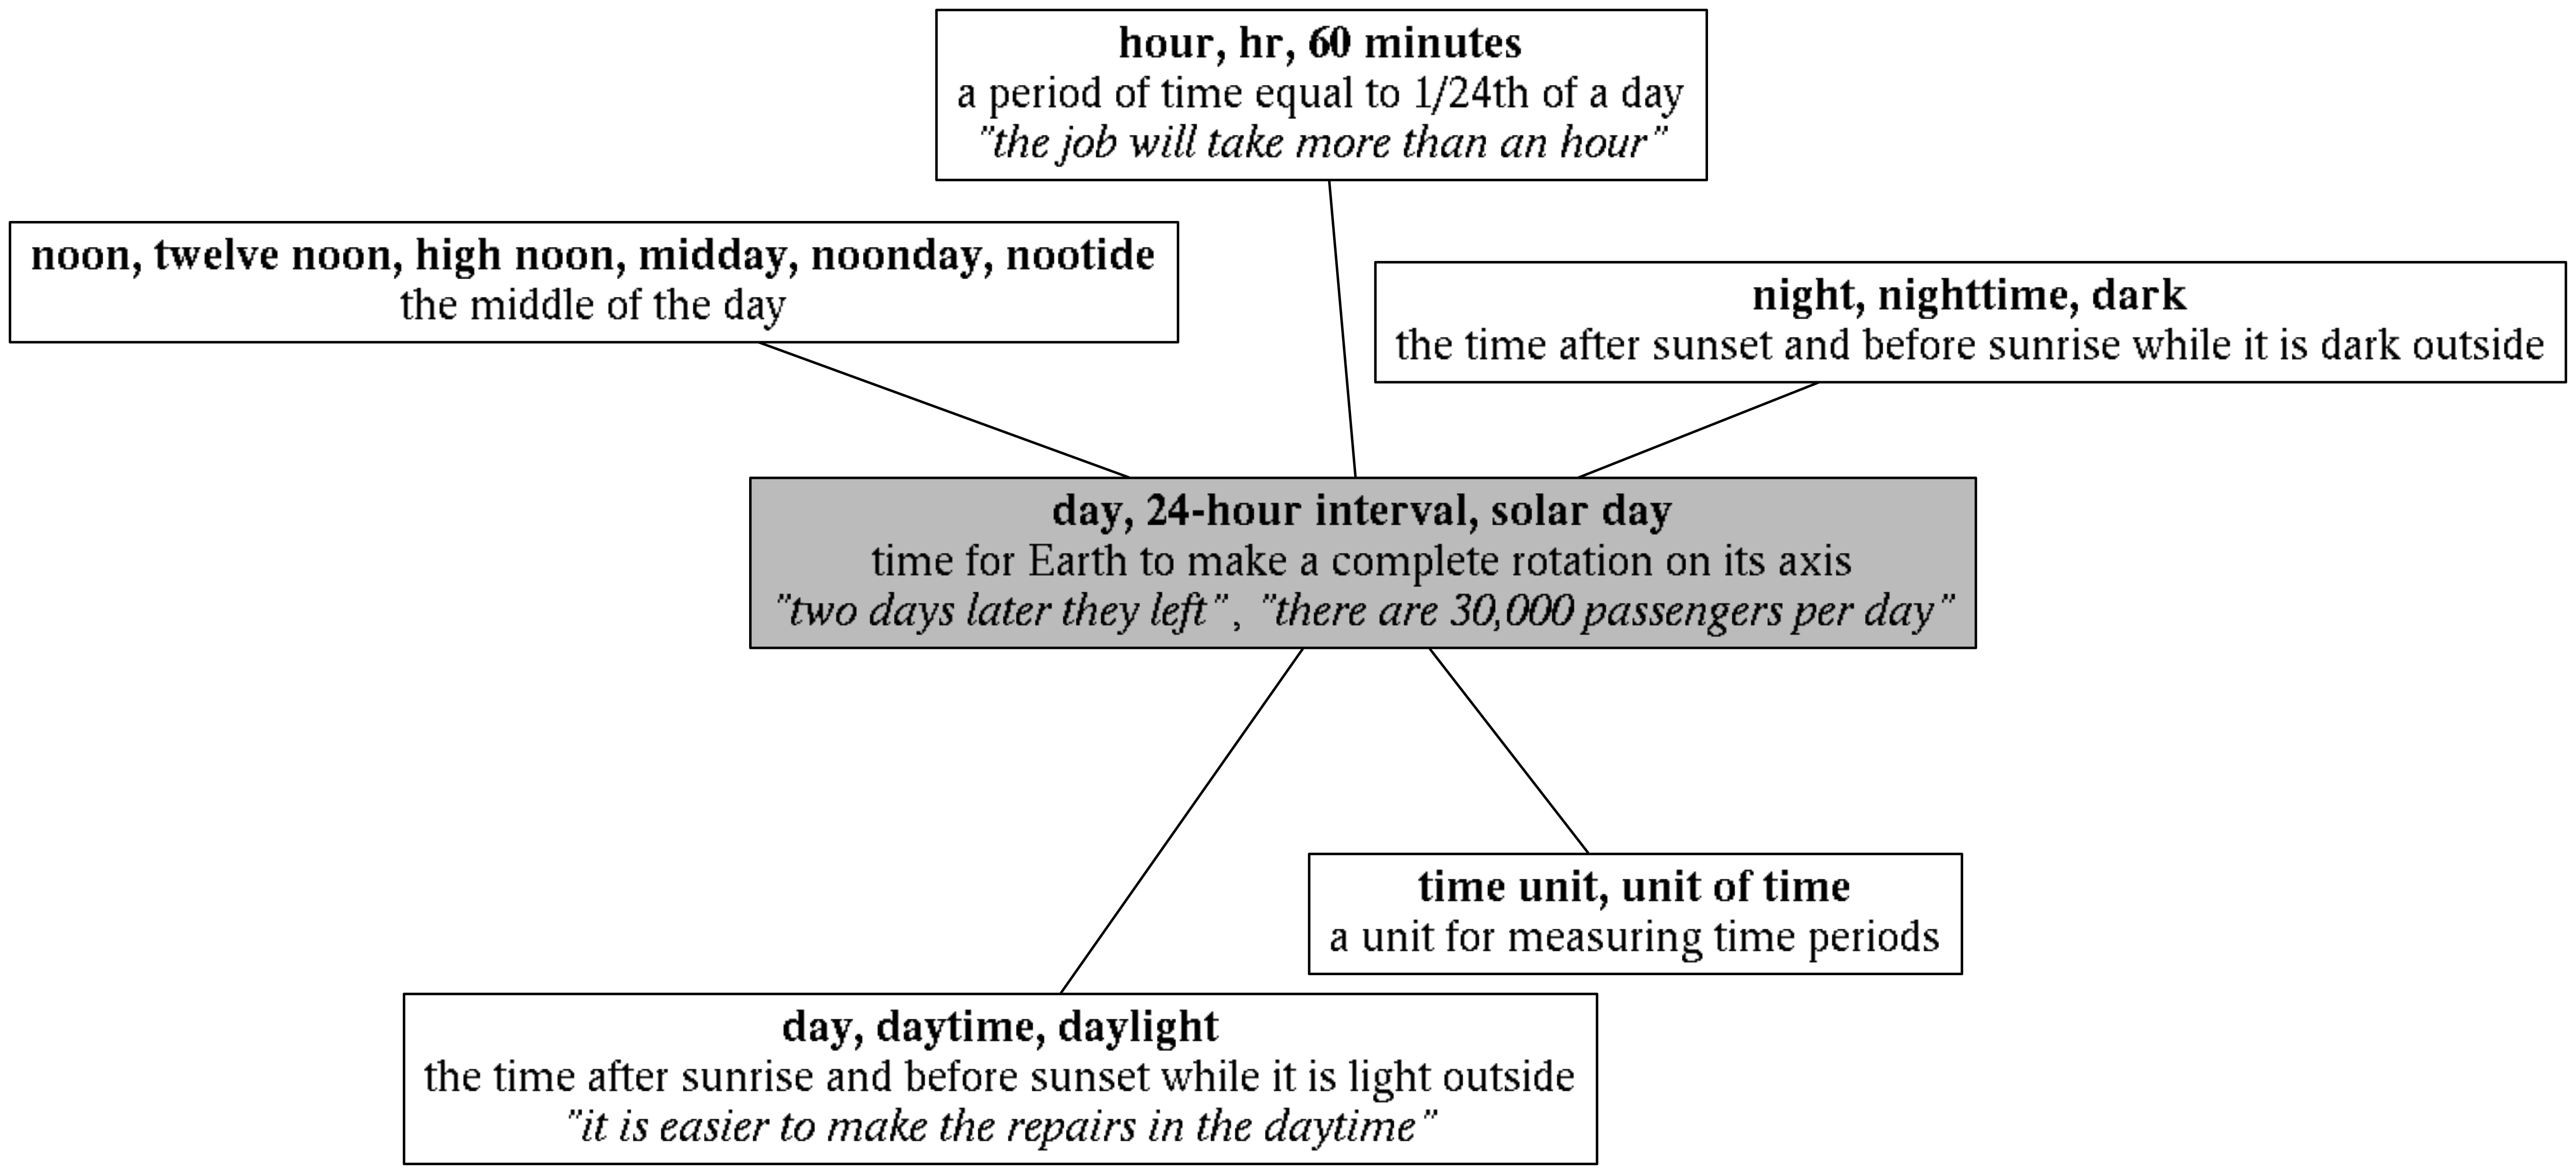 hour, hr, 60 minutes
a period of time equal to 1/24th of a day
"the job will take more than an hour"
noon, twelve noon, high noon, midday, noonday, nootide
the middle of the day
night, nighttime, dark
the time after sunset and before sunrise while it is dark outside
day, 24-hour interval, solar day
time for Earth to make a complete rotation on its axis
"two days later they left", "there are 30,000 passengers per day"
time unit, unit of time
a unit for measuring time periods
day, daytime, daylight
the time after sunrise and before sunset while it is light outside
"it is easier to make the repairs in the daytime"